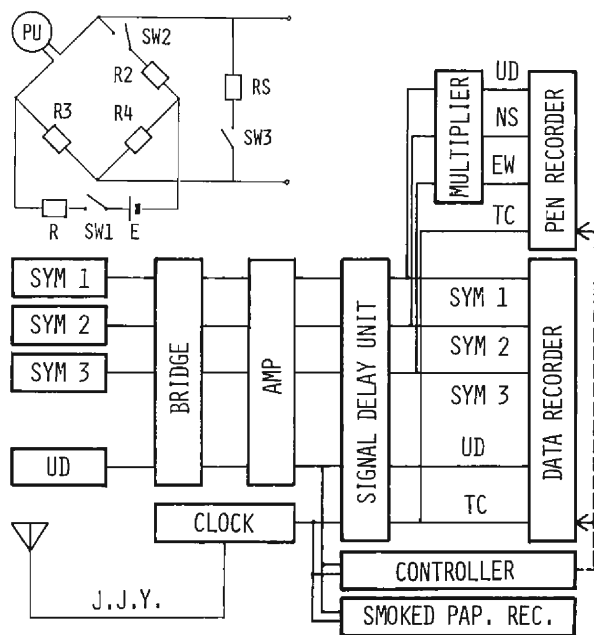 PU
SW2
R2
R3
R4
RS
SW3
R
SW1
E
MULTIPLIER
UD
NS
EW
TC
PEN RECORDER
SYM 1
SYM 2
SYM 3
UD
BRIDGE
AMP
SIGNAL DELAY UNIT
SYM 1
SYM 2
SYM 3
UD
TC
DATA RECORDER
CLOCK
J.J.Y.
CONTROLLER
SMOKED PAP. REC.